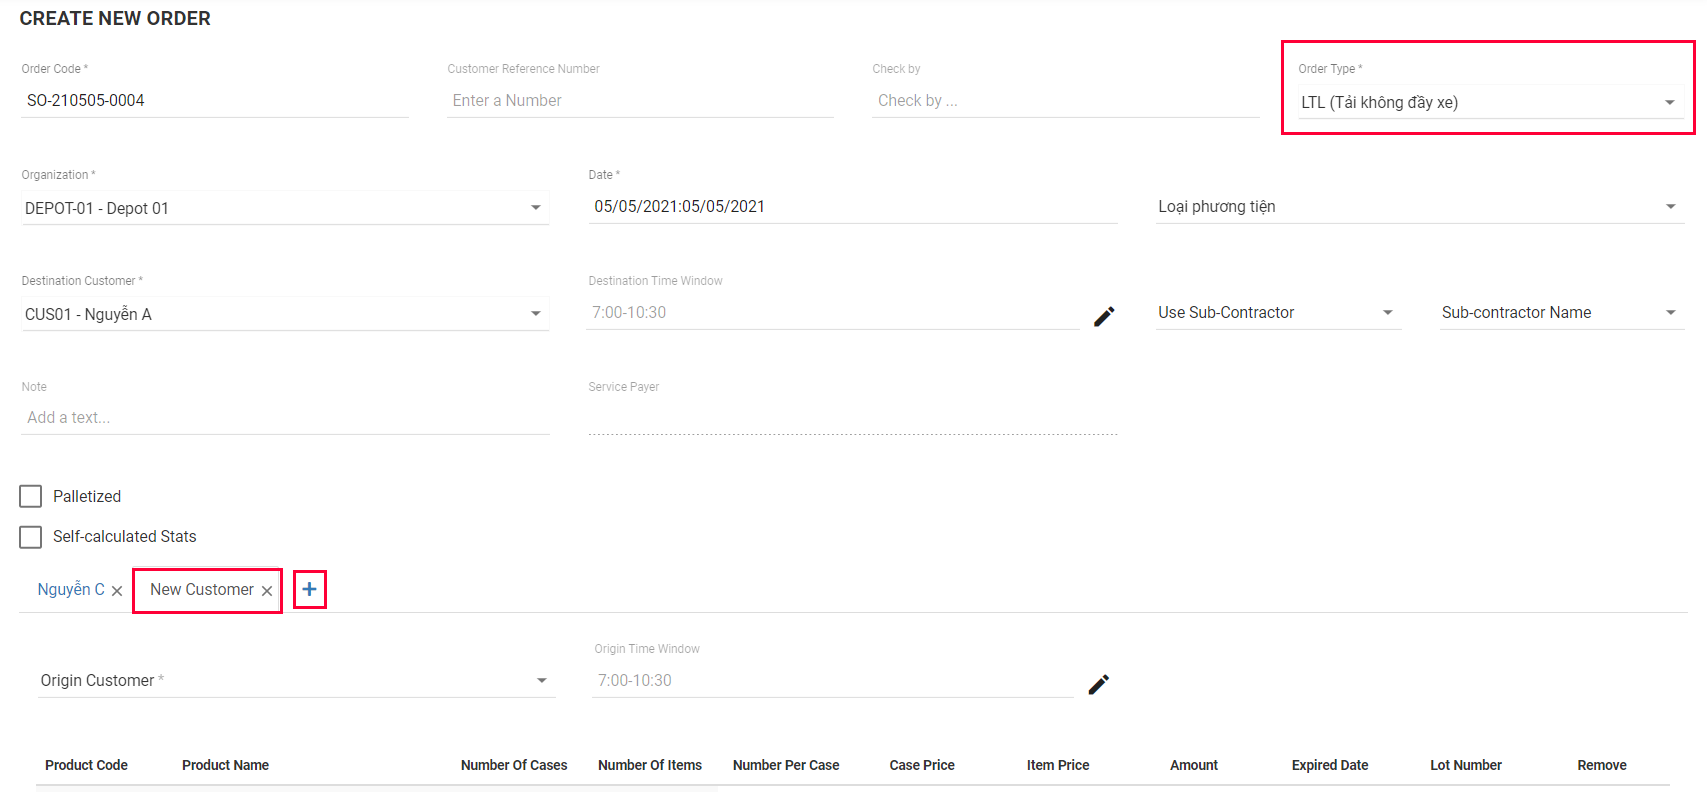 CREATE NEW ORDER
Order Code * Customer Reference Number Check by Order Type *
SO-210505-0004 Enter a Number Check by ... LTL (Tải không đầy xe)
Organization * Date *
DEPOT-01 - Depot 01 05/05/2021:05/05/2021 Loại phương tiện
Destination Customer * Destination Time Window
CUS01 - Nguyễn A 7:00-10:30 Use Sub-Contractor Sub-contractor Name
Note Service Payer
Add a text...
Palletized
Self-calculated Stats
Nguyễn C × New Customer × +
Origin Time Window
Origin Customer * 7:00-10:30
Product Code Product Name Number Of Cases Number Of Items Number Per Case Case Price Item Price Amount Expired Date Lot Number Remove